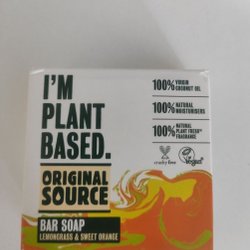 I'M
PLANT
BASED.
ORIGINAL
SOURCE
BAR SOAP
LEMONGRASS & SWEET ORANGE
100% VIRGIN
COCONUT OIL
100% NATURAL
MOISTURISERS
100% NATURAL
PLANT FRESH™
FRAGRANCE
cruelty free
Vegan